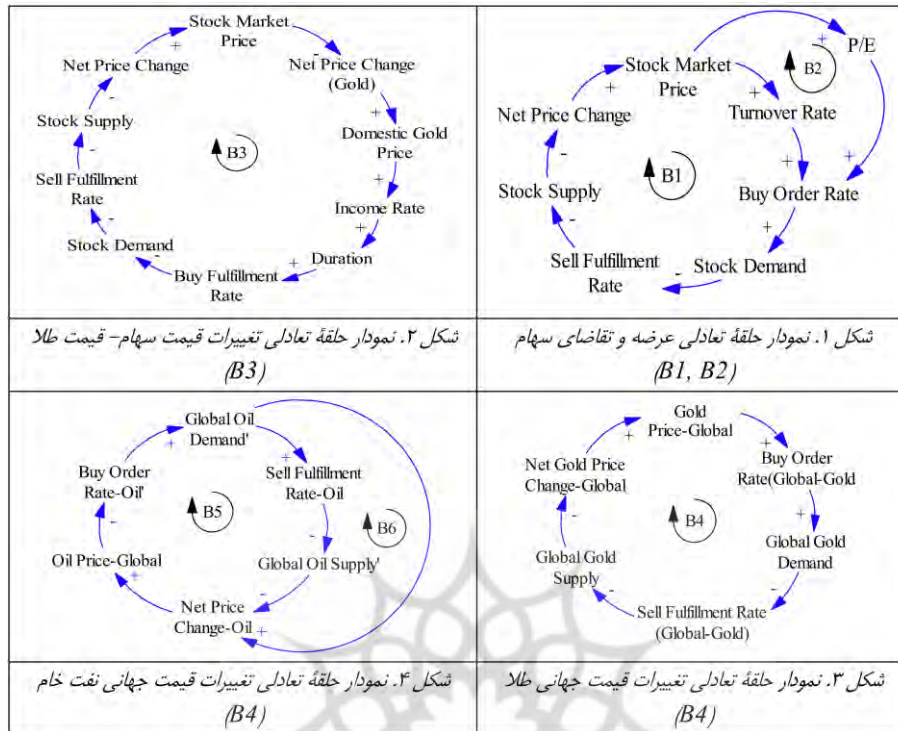 Stock Market
Price
+
-
Net Price Change
Net Price Change
(Gold)
-
+
Stock Supply
Domestic Gold
Price
B3
-
+
Sell Fulfillment
Rate
Income Rate
-
+
Stock Demand
Duration
-
+
Buy Fulfillment
Rate
+
P/E
B2
Stock Market
Price
+
+
Net Price Change
Turnover Rate
-
B1
+
+
Stock Supply
Buy Order Rate
-
+
Sell Fulfillment
Rate
Stock Demand
-
شکل ۲. نمودار حلقهٔ تعادلی تغییرات قیمت سهام- قیمت طلا
(B3)
شکل ۱. نمودار حلقهٔ تعادلی عرضه و تقاضای سهام
(B1, B2)
Global Oil
Demand'
+
+
Buy Order
Rate-Oil'
Sell Fulfillment
Rate-Oil
B5
B6
-
-
Oil Price-Global
Global Oil Supply'
+
-
Net Price
Change-Oil
+
Gold
Price-Global
+
+
Net Gold Price
Change-Global
Buy Order
Rate(Global-Gold
B4
-
+
Global Gold
Supply
Global Gold
Demand
-
-
Sell Fulfillment Rate
(Global-Gold)
شکل ۴. نمودار حلقهٔ تعادلی تغییرات قیمت جهانی نفت خام
(B4)
شکل ۳. نمودار حلقهٔ تعادلی تغییرات قیمت جهانی طلا
(B4)